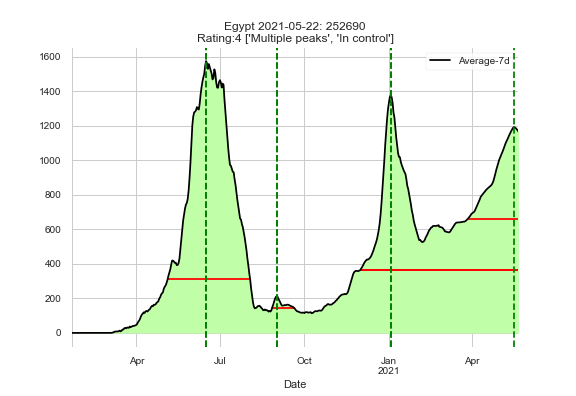 Egypt 2021-05-22: 252690
Rating:4 ['Multiple peaks', 'In control']
Average-7d
1600
1400
1200
1000
800
600
400
200
0
Apr Jul Oct Jan Apr
2021
Date